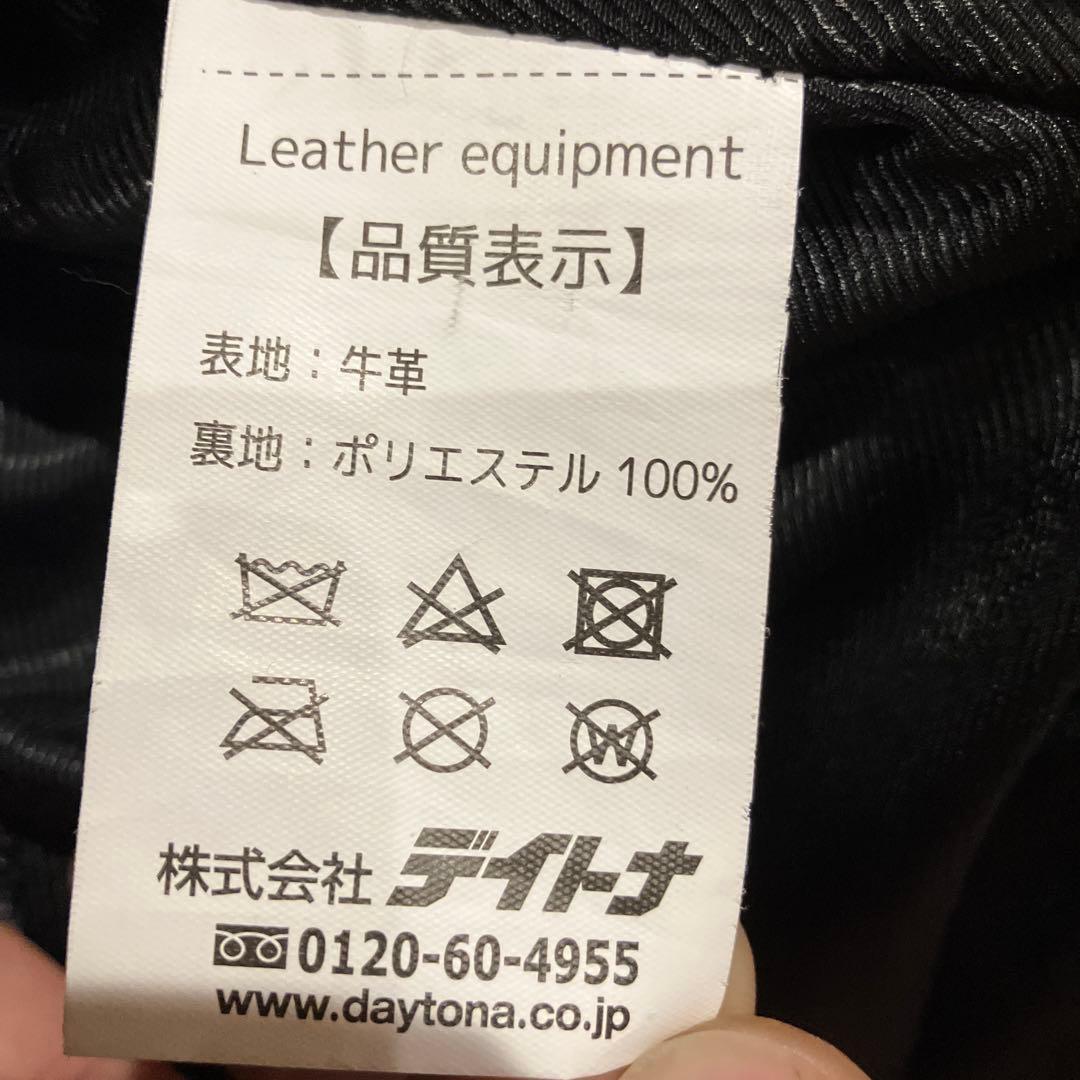 Leather equipment
【品質表示】
表地：牛革
裏地：ポリエステル 100%
W
株式会社 デイトナ
0120-60-4955
www.daytona.co.jp